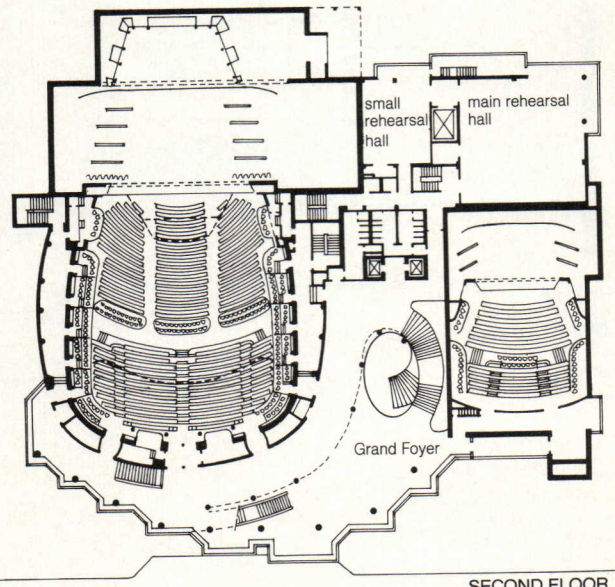 small
rehearsal
hall
main rehearsal
hall
Grand Foyer
SECOND FLOOR